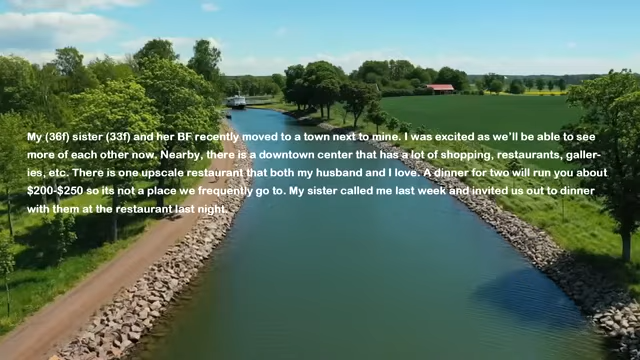 My (36f) sister (33f) and her BF recently moved to a town next to mine. I was excited as we'll be able to see
more of each other now. Nearby, there is a downtown center that has a lot of shopping, restaurants, galler-
ies, etc. There is one upscale restaurant that both my husband and I love. A dinner for two will run you about
$200-$250 so its not a place we frequently go to. My sister called me last week and invited us out to dinner
with them at the restaurant last night.